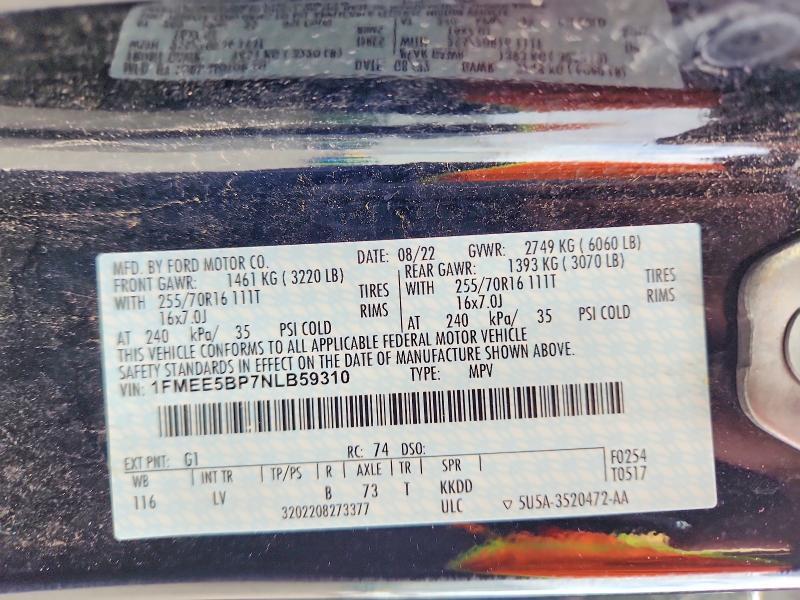 MFD. BY FORD MOTOR CO. DATE: 08/22 GVWR: 2749 KG ( 6060 LB)
FRONT GAWR: 1461 KG ( 3220 LB) REAR GAWR: 1393 KG ( 3070 LB)
WITH 255/70R16 111T TIRES WITH 255/70R16 111T TIRES
16x7.0J RIMS 16x7.0J RIMS
AT 240 kPa/ 35 PSI COLD AT 240 kPa/ 35 PSI COLD
THIS VEHICLE CONFORMS TO ALL APPLICABLE FEDERAL MOTOR VEHICLE
SAFETY STANDARDS IN EFFECT ON THE DATE OF MANUFACTURE SHOWN ABOVE.
VIN: 1FMEE5BP7NLB59310 TYPE: MPV
EXT PNT: G1 RC: 74 DSO: F0254
WB INT TR TP/PS R AXLE TR SPR T0517
116 LV B 73 T KKDD
3202208273377 ULC ▽ 5U5A-3520472-AA